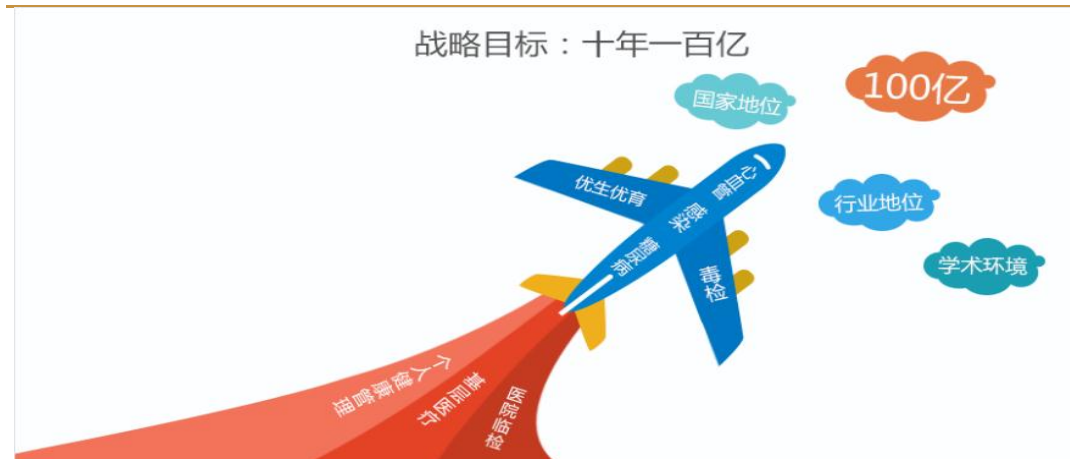 战略目标：十年一百亿
国家地位
100亿
行业地位
学术环境
优生优育
心血管
感染
糖尿病
毒检
个人健康管理
基层医疗
医院临检